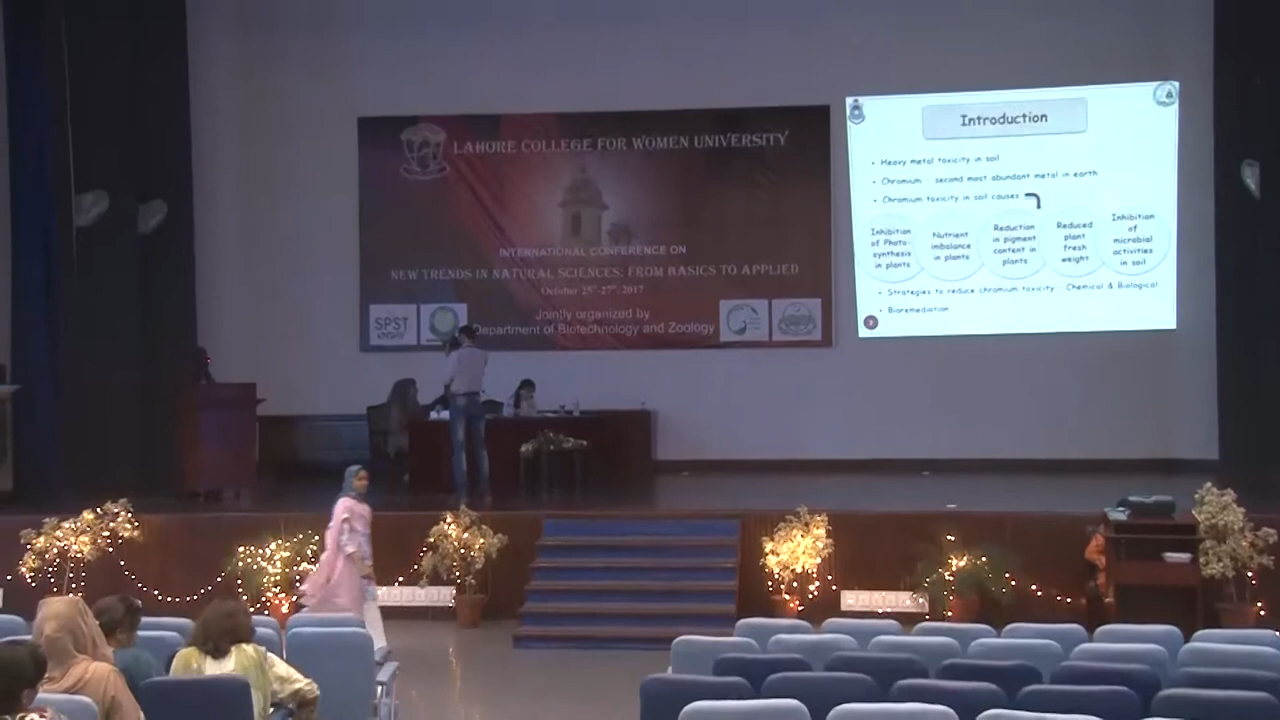 LAHORE COLLEGE FOR WOMEN UNIVERSITY
INTERNATIONAL CONFERENCE ON
NEW TRENDS IN NATURAL SCIENCES: FROM BASICS TO APPLIED
October 25th-27th, 2017
Jointly organized by
Department of Biotechnology and Zoology
SPST
Introduction
• Heavy metal toxicity in soil
• Chromium - second most abundant metal in earth
• Chromium toxicity in soil causes
Inhibition
of Photo-
synthesis
in plants
Nutrient
imbalance
in plants
Reduction
in pigment
content in
plants
Reduced
plant
fresh
weight
Inhibition
of
microbial
activities
in soil
• Strategies to reduce chromium toxicity - Chemical & Biological
• Bioremediation